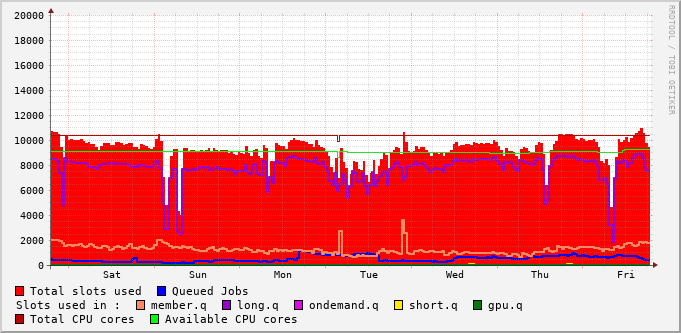 RRDTOOL / TOBI OETIKER
20000
18000
16000
14000
12000
10000
8000
6000
4000
2000
0
Sat Sun Mon Tue Wed Thu Fri
Total slots used Queued Jobs
Slots used in : member.q long.q ondemand.q short.q gpu.q
Total CPU cores Available CPU cores